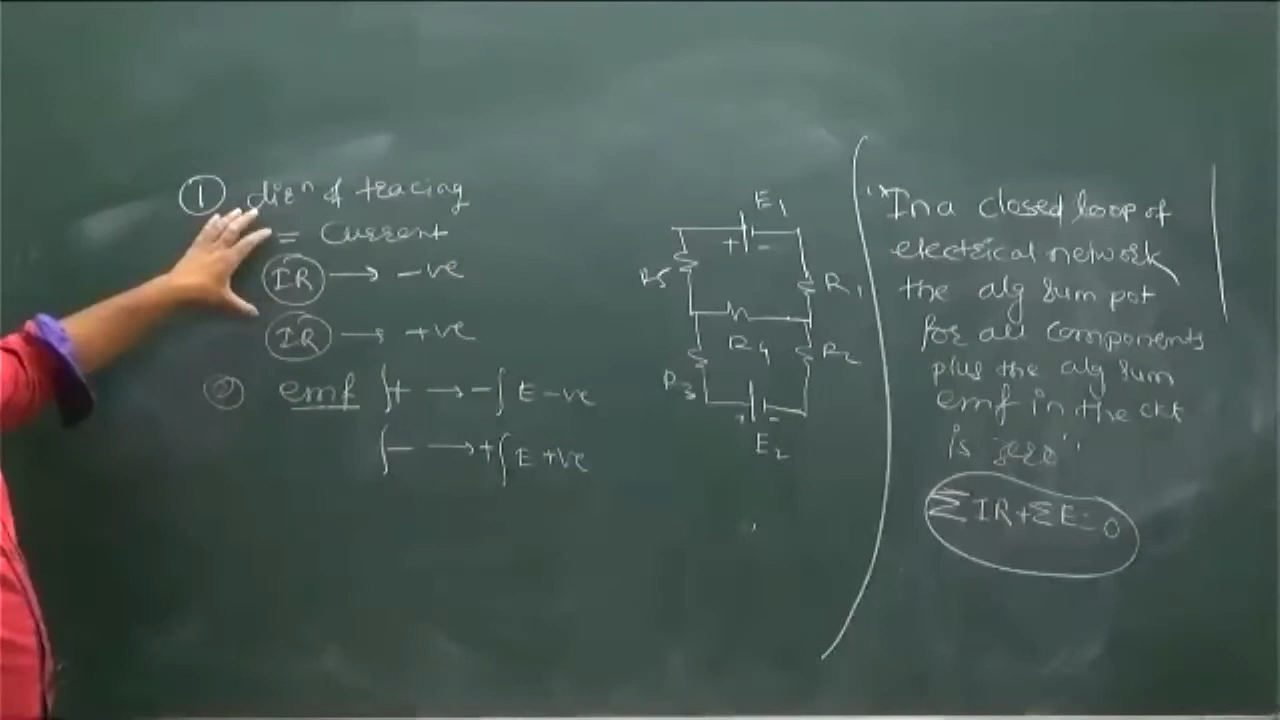 ① dirⁿ of tracing
= Current
IR → -ve
IR → +ve
② emf + → - E -ve
- → + E +ve
E1
+ -
R5
R1
R4
R3
R2
+ -
E2
"In a closed loop of
electrical network
the alg sum pot
for all components
plus the alg sum
emf in the ckt
is zero"
ΣIR+ΣE=0